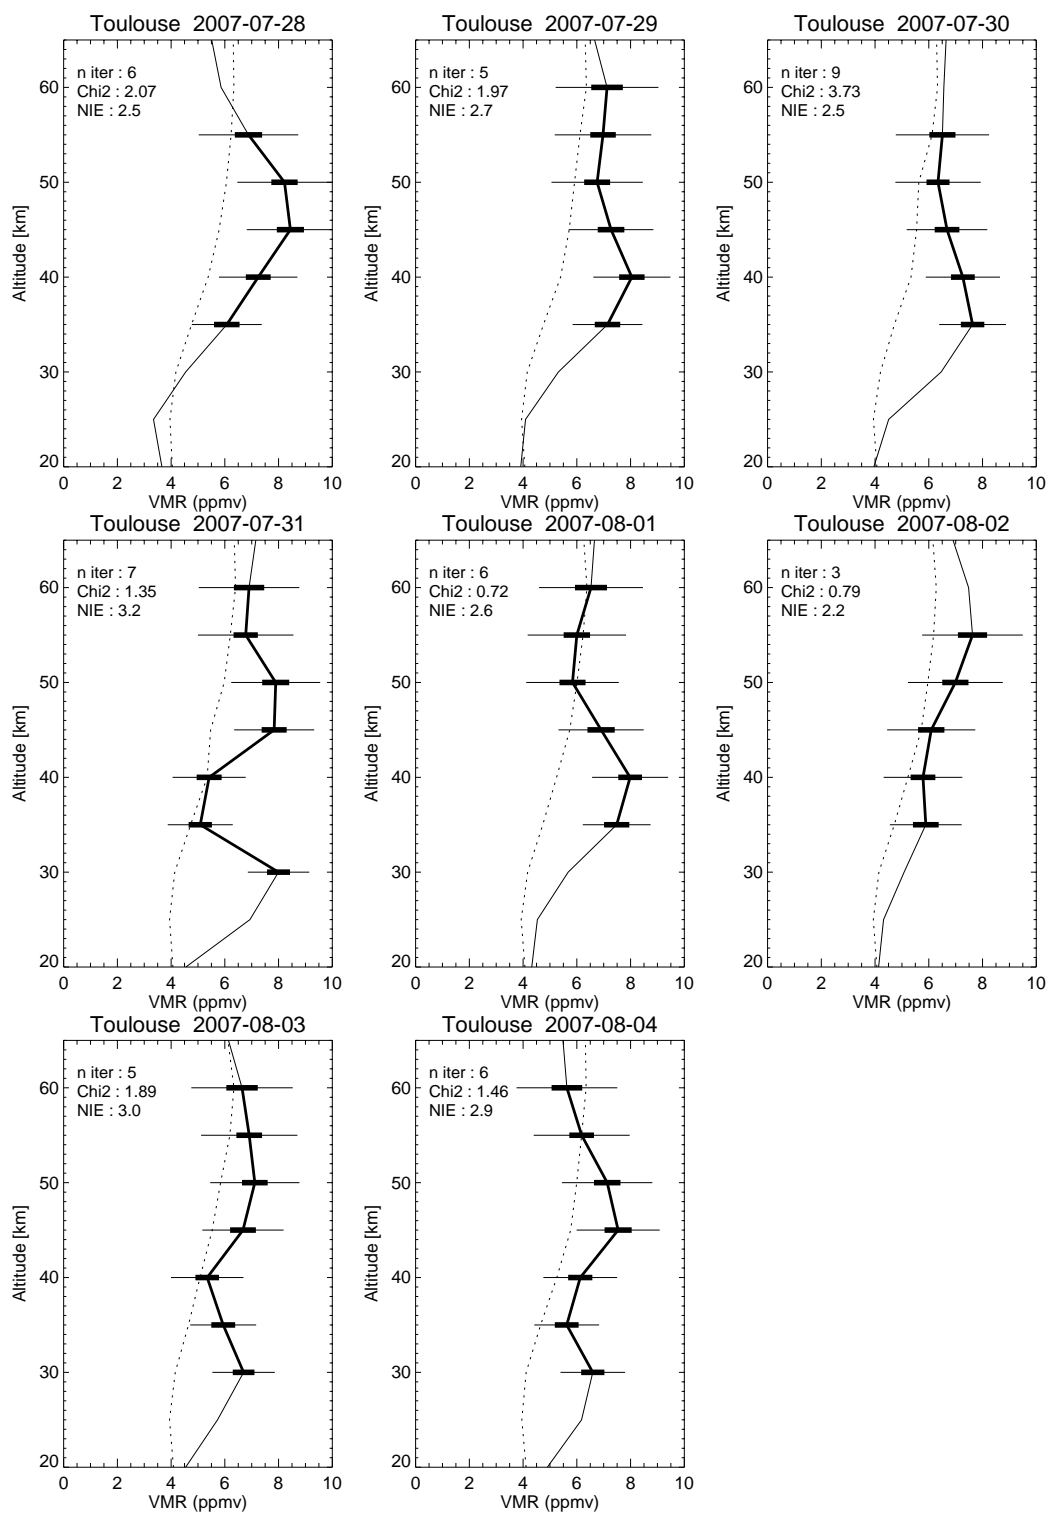 Toulouse 2007-07-28
n iter : 6
Chi2 : 2.07
NIE : 2.5
60
50
40
30
20
Altitude [km]
0 2 4 6 8 10
VMR (ppmv)
Toulouse 2007-07-29
n iter : 5
Chi2 : 1.97
NIE : 2.7
60
50
40
30
20
Altitude [km]
0 2 4 6 8 10
VMR (ppmv)
Toulouse 2007-07-30
n iter : 9
Chi2 : 3.73
NIE : 2.5
60
50
40
30
20
Altitude [km]
0 2 4 6 8 10
VMR (ppmv)
Toulouse 2007-07-31
n iter : 7
Chi2 : 1.35
NIE : 3.2
60
50
40
30
20
Altitude [km]
0 2 4 6 8 10
VMR (ppmv)
Toulouse 2007-08-01
n iter : 6
Chi2 : 0.72
NIE : 2.6
60
50
40
30
20
Altitude [km]
0 2 4 6 8 10
VMR (ppmv)
Toulouse 2007-08-02
n iter : 3
Chi2 : 0.79
NIE : 2.2
60
50
40
30
20
Altitude [km]
0 2 4 6 8 10
VMR (ppmv)
Toulouse 2007-08-03
n iter : 5
Chi2 : 1.89
NIE : 3.0
60
50
40
30
20
Altitude [km]
0 2 4 6 8 10
VMR (ppmv)
Toulouse 2007-08-04
n iter : 6
Chi2 : 1.46
NIE : 2.9
60
50
40
30
20
Altitude [km]
0 2 4 6 8 10
VMR (ppmv)